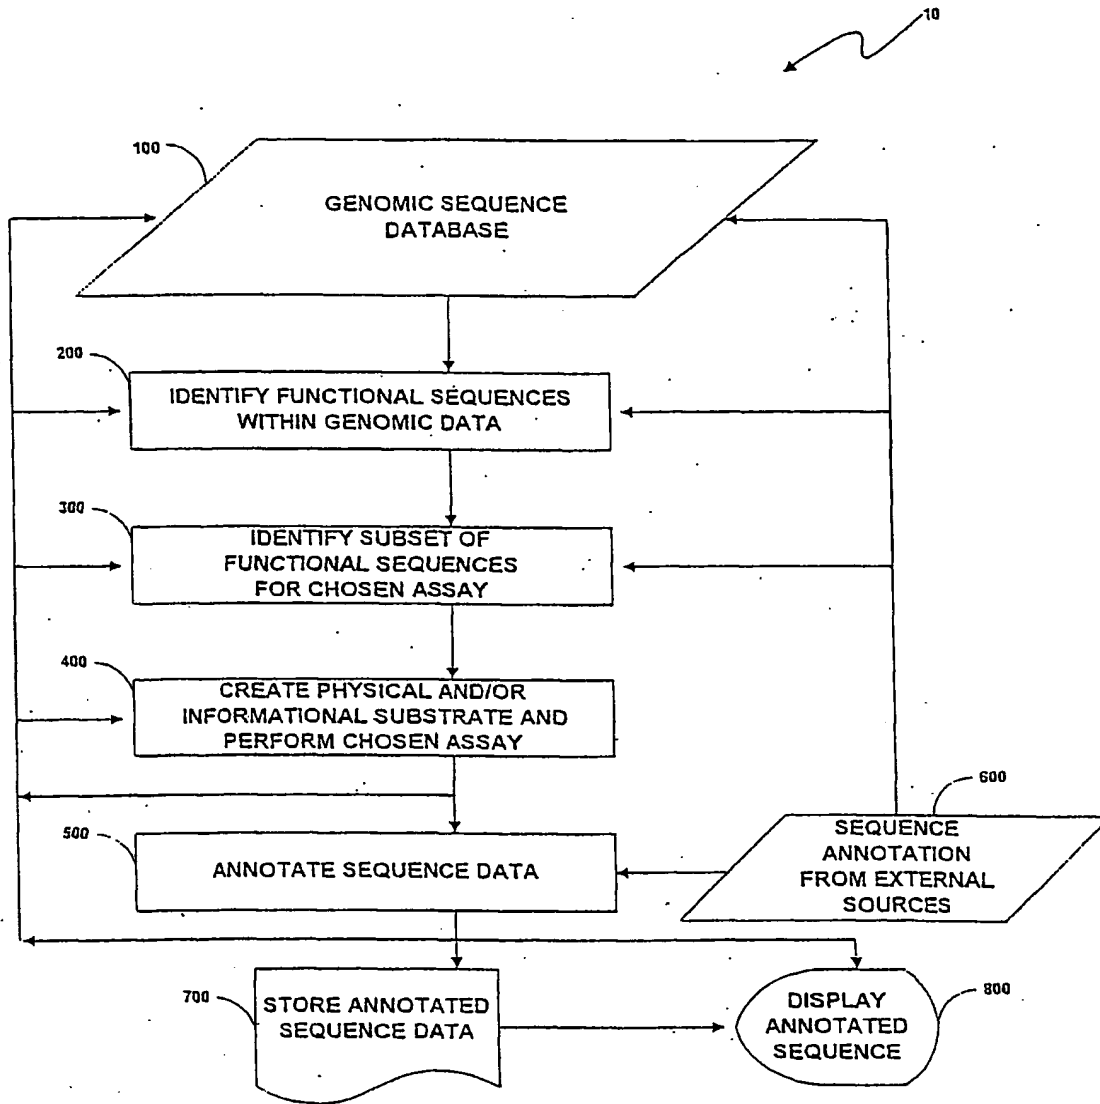 10
100
GENOMIC SEQUENCE
DATABASE
200
IDENTIFY FUNCTIONAL SEQUENCES
WITHIN GENOMIC DATA
300
IDENTIFY SUBSET OF
FUNCTIONAL SEQUENCES
FOR CHOSEN ASSAY
400
CREATE PHYSICAL AND/OR
INFORMATIONAL SUBSTRATE AND
PERFORM CHOSEN ASSAY
500
ANNOTATE SEQUENCE DATA
600
SEQUENCE
ANNOTATION
FROM EXTERNAL
SOURCES
700
STORE ANNOTATED
SEQUENCE DATA
800
DISPLAY
ANNOTATED
SEQUENCE